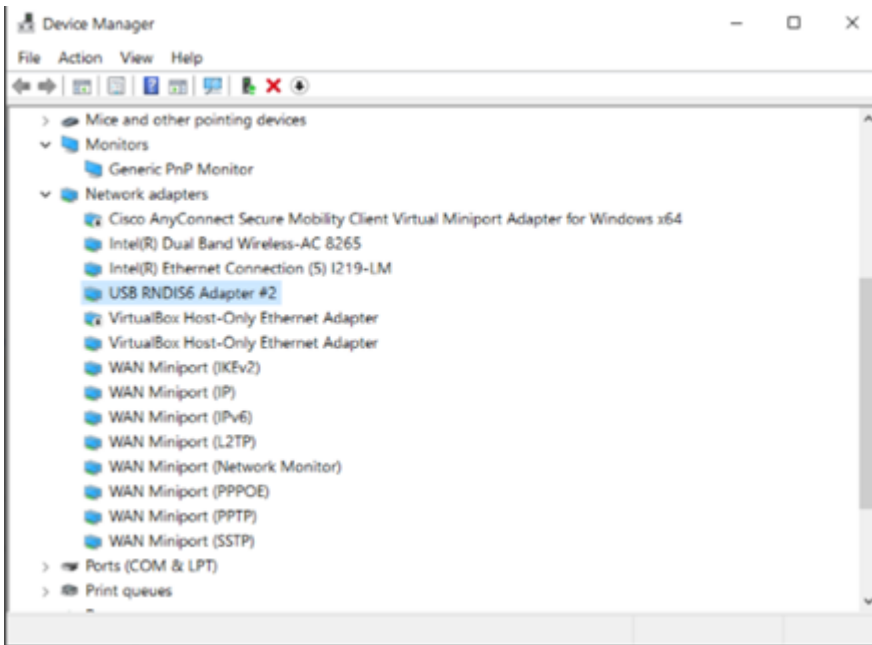 Device Manager
File Action View Help
Mice and other pointing devices
Monitors
Generic PnP Monitor
Network adapters
Cisco AnyConnect Secure Mobility Client Virtual Miniport Adapter for Windows x64
Intel(R) Dual Band Wireless-AC 8265
Intel(R) Ethernet Connection (5) I219-LM
USB RNDIS6 Adapter #2
VirtualBox Host-Only Ethernet Adapter
VirtualBox Host-Only Ethernet Adapter
WAN Miniport (IKEv2)
WAN Miniport (IP)
WAN Miniport (IPv6)
WAN Miniport (L2TP)
WAN Miniport (Network Monitor)
WAN Miniport (PPPOE)
WAN Miniport (PPTP)
WAN Miniport (SSTP)
Ports (COM & LPT)
Print queues